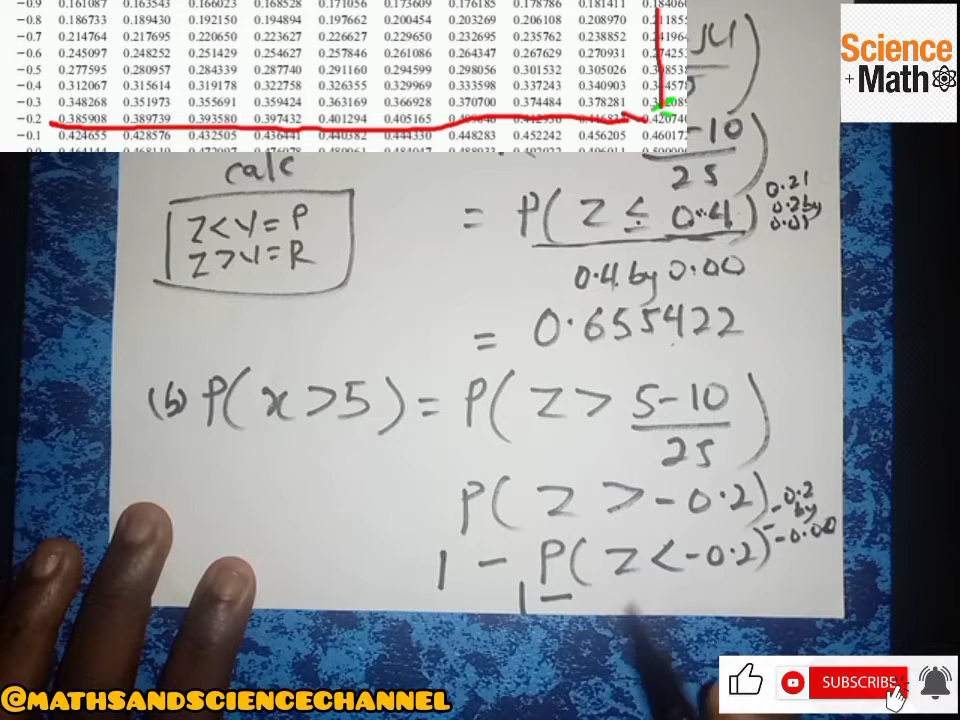 -0.9 0.161087 0.163543 0.166023 0.168528 0.171056 0.173609 0.176185 0.178786 0.181411 0.18406
-0.8 0.186733 0.189430 0.192150 0.194894 0.197662 0.200454 0.203269 0.206108 0.208970
-0.7 0.214764 0.217695 0.220650 0.223627 0.226627 0.229650 0.232695 0.235762 0.238852
-0.6 0.245097 0.248252 0.251429 0.254627 0.257846 0.261086 0.264347 0.267629 0.270931
-0.5 0.277595 0.280957 0.284339 0.287740 0.291160 0.294599 0.298056 0.301532 0.305026
-0.4 0.312067 0.315614 0.319178 0.322758 0.326355 0.329969 0.333598 0.337243 0.340903
-0.3 0.348268 0.351973 0.355691 0.359424 0.363169 0.366928 0.370700 0.374484 0.378281
-0.2 0.385908 0.389739 0.393580 0.397432 0.401294 0.405165 0.420740
-0.1 0.424655 0.428576 0.432505 0.436441 0.440382 0.444330 0.448283 0.452242 0.456205 0.460172
Science
+Math
-10
25
calc
Z<Y=P
Z>Y=R
= P(Z ≤ 0.4)
0.21
0.2 by
0.01
0.4 by 0.00
= 0.655422
(b) P(x>5) = P(Z > 5-10
25)
P(Z > -0.2)
-0.2
by
-0.00
1 - P(Z < -0.2)
1 -
SUBSCRIBE
@MATHSANDSCIENCECHANNEL